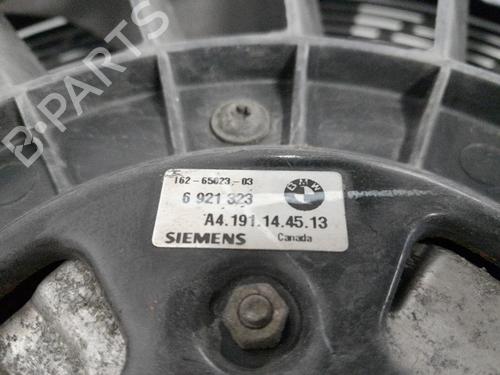 B-PARTS
162-65023-03
BMW
6 921 323
A4.191.14.45.13
SIEMENS Canada